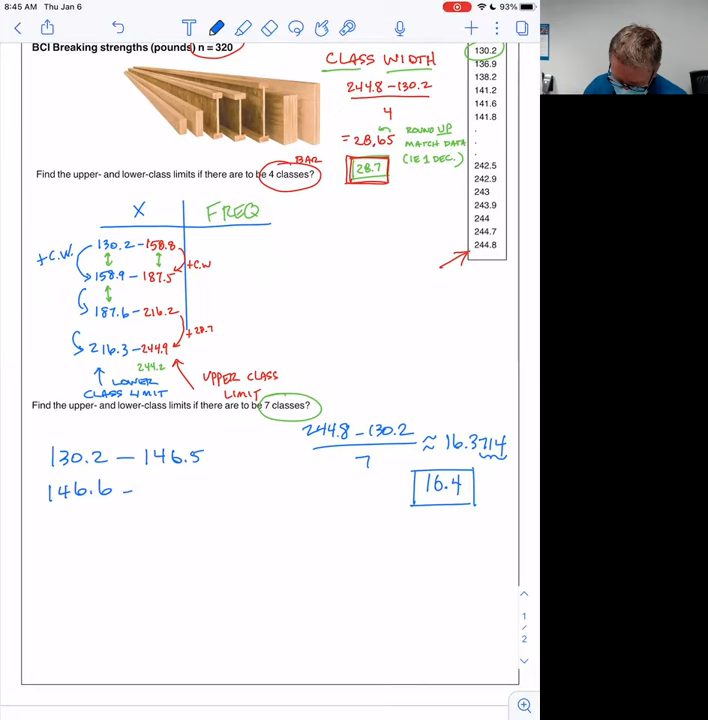 8:45 AM Thu Jan 6
93%
BCI Breaking strengths (pounds) n = 320
CLASS WIDTH
244.8 - 130.2
4
= 28.65
ROUND UP
MATCH DATA
(IE 1 DEC.)
28.7
BAR
Find the upper- and lower-class limits if there are to be 4 classes?
130.2
136.9
138.2
141.2
141.6
141.8
.
.
.
242.5
242.9
243
243.9
244
244.7
244.8
X FREQ
+C.W. 130.2 - 158.8
+C.W
158.9 - 187.5
187.6 - 216.2
+28.7
216.3 - 244.9
244.2
LOWER
CLASS LIMIT
UPPER CLASS
LIMIT
Find the upper- and lower-class limits if there are to be 7 classes?
244.8 - 130.2
7
≈ 16.3714
16.4
130.2 - 146.5
146.6 -
1
/
2